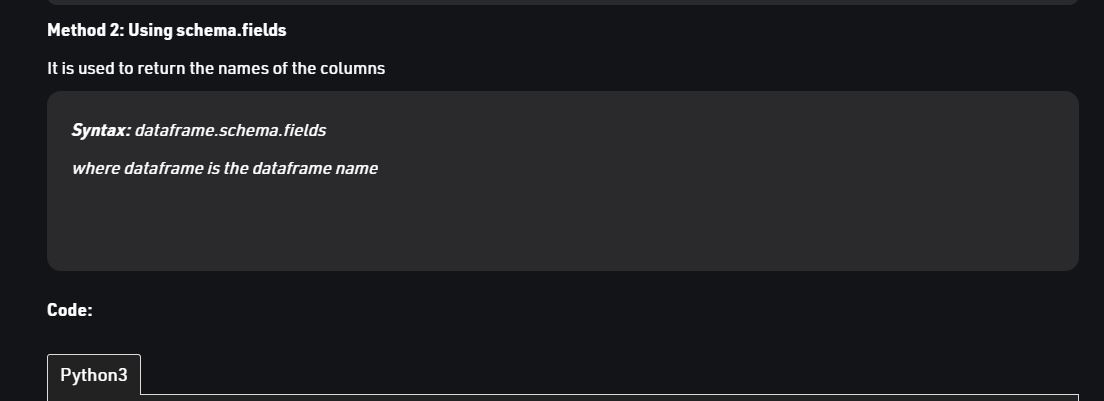 Method 2: Using schema.fields
It is used to return the names of the columns
Syntax: dataframe.schema.fields
where dataframe is the dataframe name
Code:
Python3